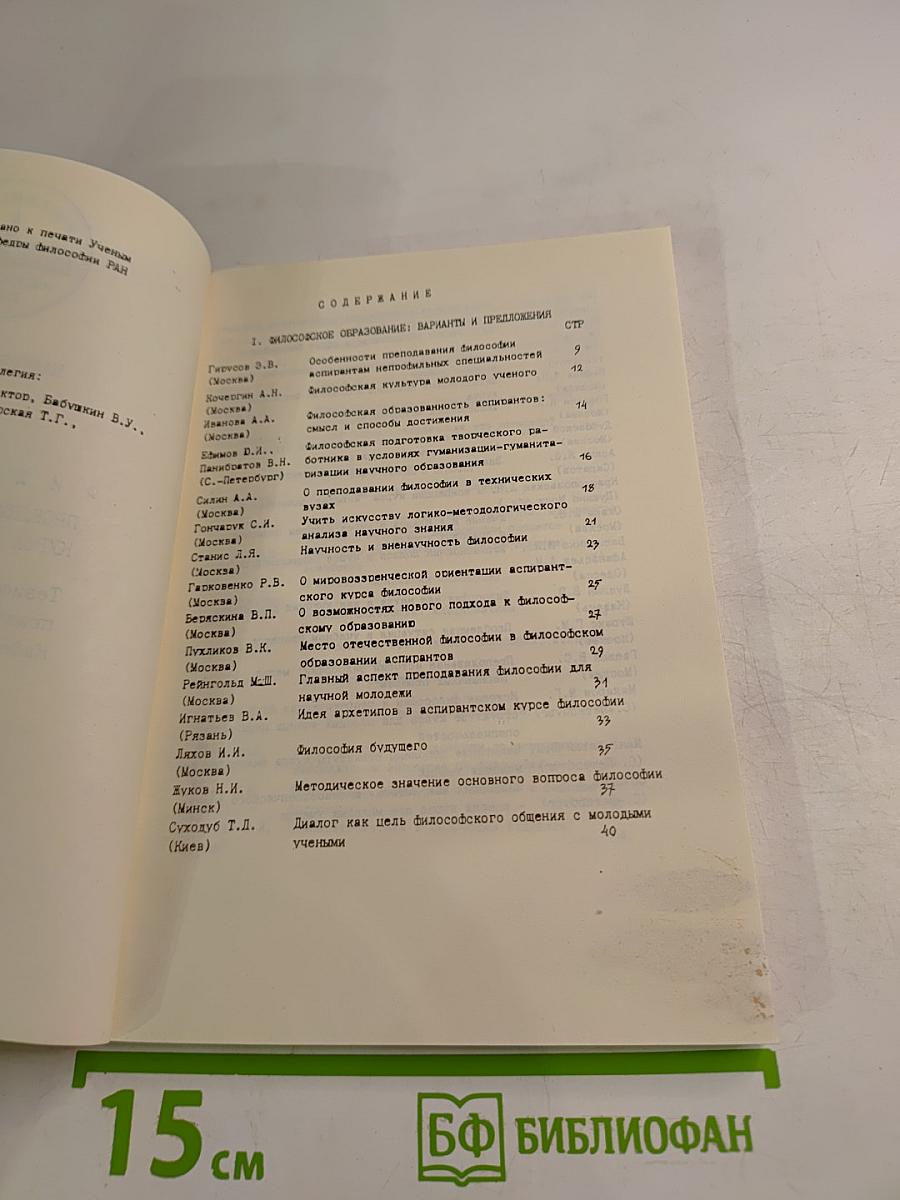 ано к печати Ученым
федры философии РАН
легия:
ктор, Бабушкин В.У.,
рская Т.Г.,
СОДЕРЖАНИЕ
I. ФИЛОСОФСКОЕ ОБРАЗОВАНИЕ: ВАРИАНТЫ И ПРЕДЛОЖЕНИЯ
СТР
Гирусов Э.В. Особенности преподавания философии
(Москва) аспирантам непрофильных специальностей 9
Кочергин А.Н. Философская культура молодого ученого 12
(Москва)
Иванова А.А. Философская образованность аспирантов:
(Москва) смысл и способы достижения 14
Ефимов Ю.И., Философская подготовка творческого ра-
Панибратов В.Н. ботника в условиях гуманизации-гуманита-
(С.-Петербург) ризации научного образования 16
Силин А.А. О преподавании философии в технических
(Москва) вузах 18
Гончарук С.И. Учить искусству логико-методологического
(Москва) анализа научного знания 21
Станис Л.Я. Научность и вненаучность философии 23
(Москва)
Гарковенко Р.В. О мировоззренческой ориентации аспирант-
(Москва) ского курса философии 25
Беряскина В.П. О возможностях нового подхода к философ-
(Москва) скому образованию 27
Пухликов В.К. Место отечественной философии в философском
(Москва) образовании аспирантов 29
Рейнгольд М.Ш. Главный аспект преподавания философии для
(Москва) научной молодежи 31
Игнатьев В.А. Идея архетипов в аспирантском курсе философии
(Рязань) 33
Ляхов И.И. Философия будущего 35
(Москва)
Жуков Н.И. Методическое значение основного вопроса философии
(Минск) 37
Суходуб Т.Д. Диалог как цель философского общения с молодыми
(Киев) учеными 40
15 см
БФ БИБЛИОФАН